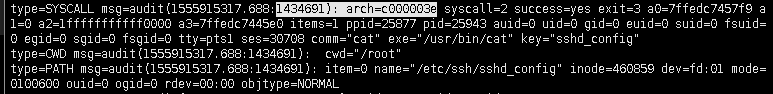 type=SYSCALL msg=audit(1555915317.688:1434691): arch=c000003e syscall=2 success=yes exit=3 a0=7ffedc7457f9 a
1=0 a2=1fffffffffff0000 a3=7ffedc7445e0 items=1 ppid=25877 pid=25943 auid=0 uid=0 gid=0 euid=0 suid=0 fsuid=
0 egid=0 sgid=0 fsgid=0 tty=pts1 ses=30708 comm="cat" exe="/usr/bin/cat" key="sshd_config"
type=CWD msg=audit(1555915317.688:1434691):  cwd="/root"
type=PATH msg=audit(1555915317.688:1434691): item=0 name="/etc/ssh/sshd_config" inode=460859 dev=fd:01 mode=
0100600 ouid=0 ogid=0 rdev=00:00 objtype=NORMAL